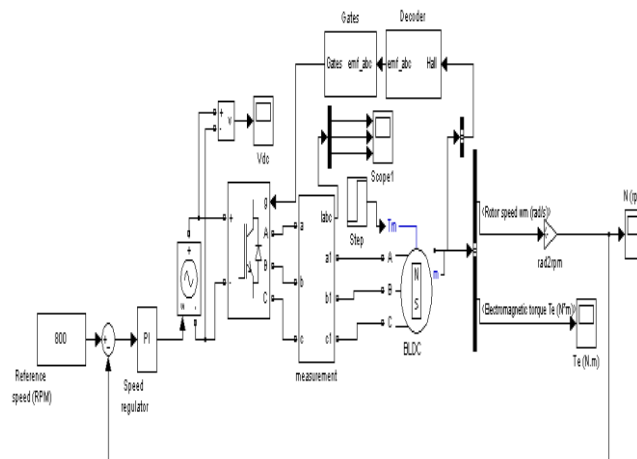 Gates
Decoder
Gates emf_abc
emf_abc Hall
+
-
v
Vdc
Scope1
g
+
A
B
-
C
Iabc
a
b
c
a1
b1
c1
measurement
Step
Tm
A
B
C
N
S
m
BLDC
<Rotor speed wm (rad/s)>
rad2rpm
N (rp
<Electromagnetic torque Te (N*m)>
Te (N.m)
800
Reference
speed (RPM)
+
-
PI
Speed
regulator
+
-